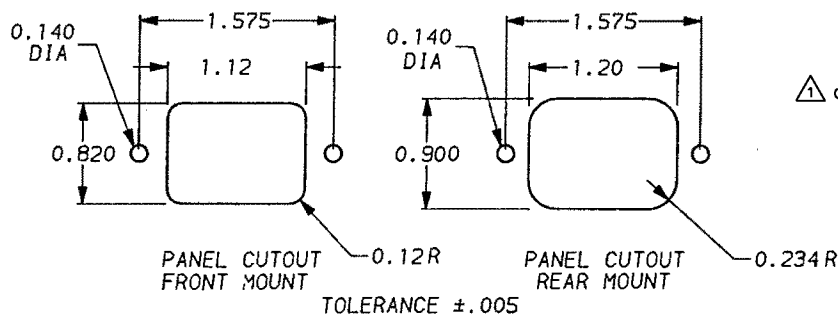 1.575
0.140
DIA
1.12
0.820
0.12R
PANEL CUTOUT
FRONT MOUNT
1.575
0.140
DIA
1.20
0.900
0.234R
PANEL CUTOUT
REAR MOUNT
TOLERANCE ±.005
1